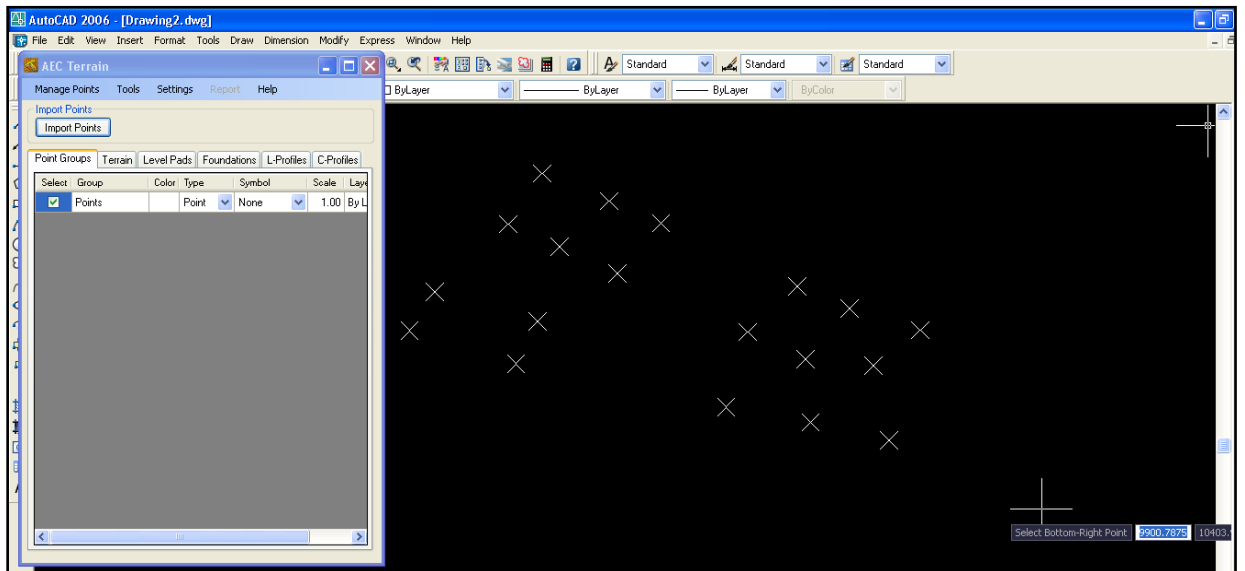 AutoCAD 2006 - [Drawing2.dwg]
File Edit View Insert Format Tools Draw Dimension Modify Express Window Help
AEC Terrain
Standard Standard Standard
Manage Points Tools Settings Report Help
ByLayer ByLayer ByLayer ByColor
Import Points
Import Points
Point Groups Terrain Level Pads Foundations L-Profiles C-Profiles
Select Group Color Type Symbol Scale Laye
Points Point None 1.00 By L
Select Bottom-Right Point 9900.7875 10403.